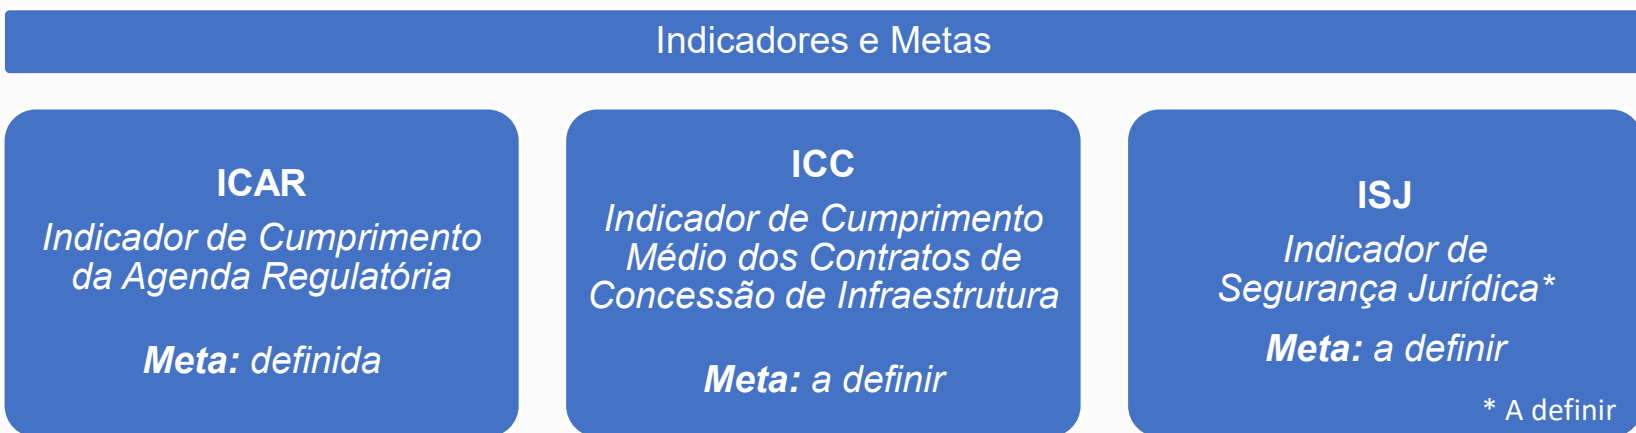 Indicadores e Metas
ICAR
Indicador de Cumprimento
da Agenda Regulatória
Meta: definida
ICC
Indicador de Cumprimento
Médio dos Contratos de
Concessão de Infraestrutura
Meta: a definir
ISJ
Indicador de
Segurança Jurídica*
Meta: a definir
* A definir